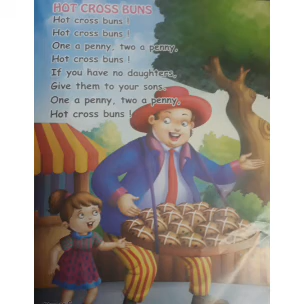 HOT CROSS BUNS
Hot cross buns !
Hot cross buns !
One a penny, two a penny,
Hot cross buns !
If you have no daughters,
Give them to your sons.
One a penny, two a penny,
Hot cross buns !